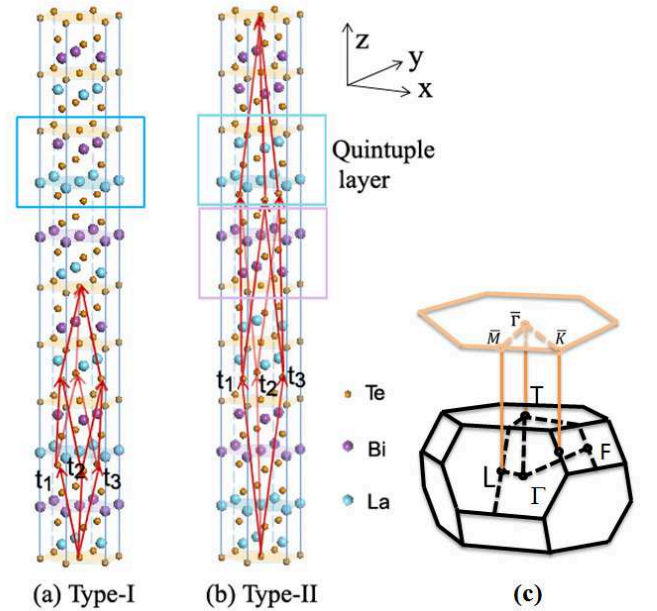 z
y
x
Quintuple
layer
t1 t2 t3
t1 t2 t3
Te
Bi
La
M̅ Γ̅ K̅
T
L Γ F
(a) Type-I (b) Type-II (c)